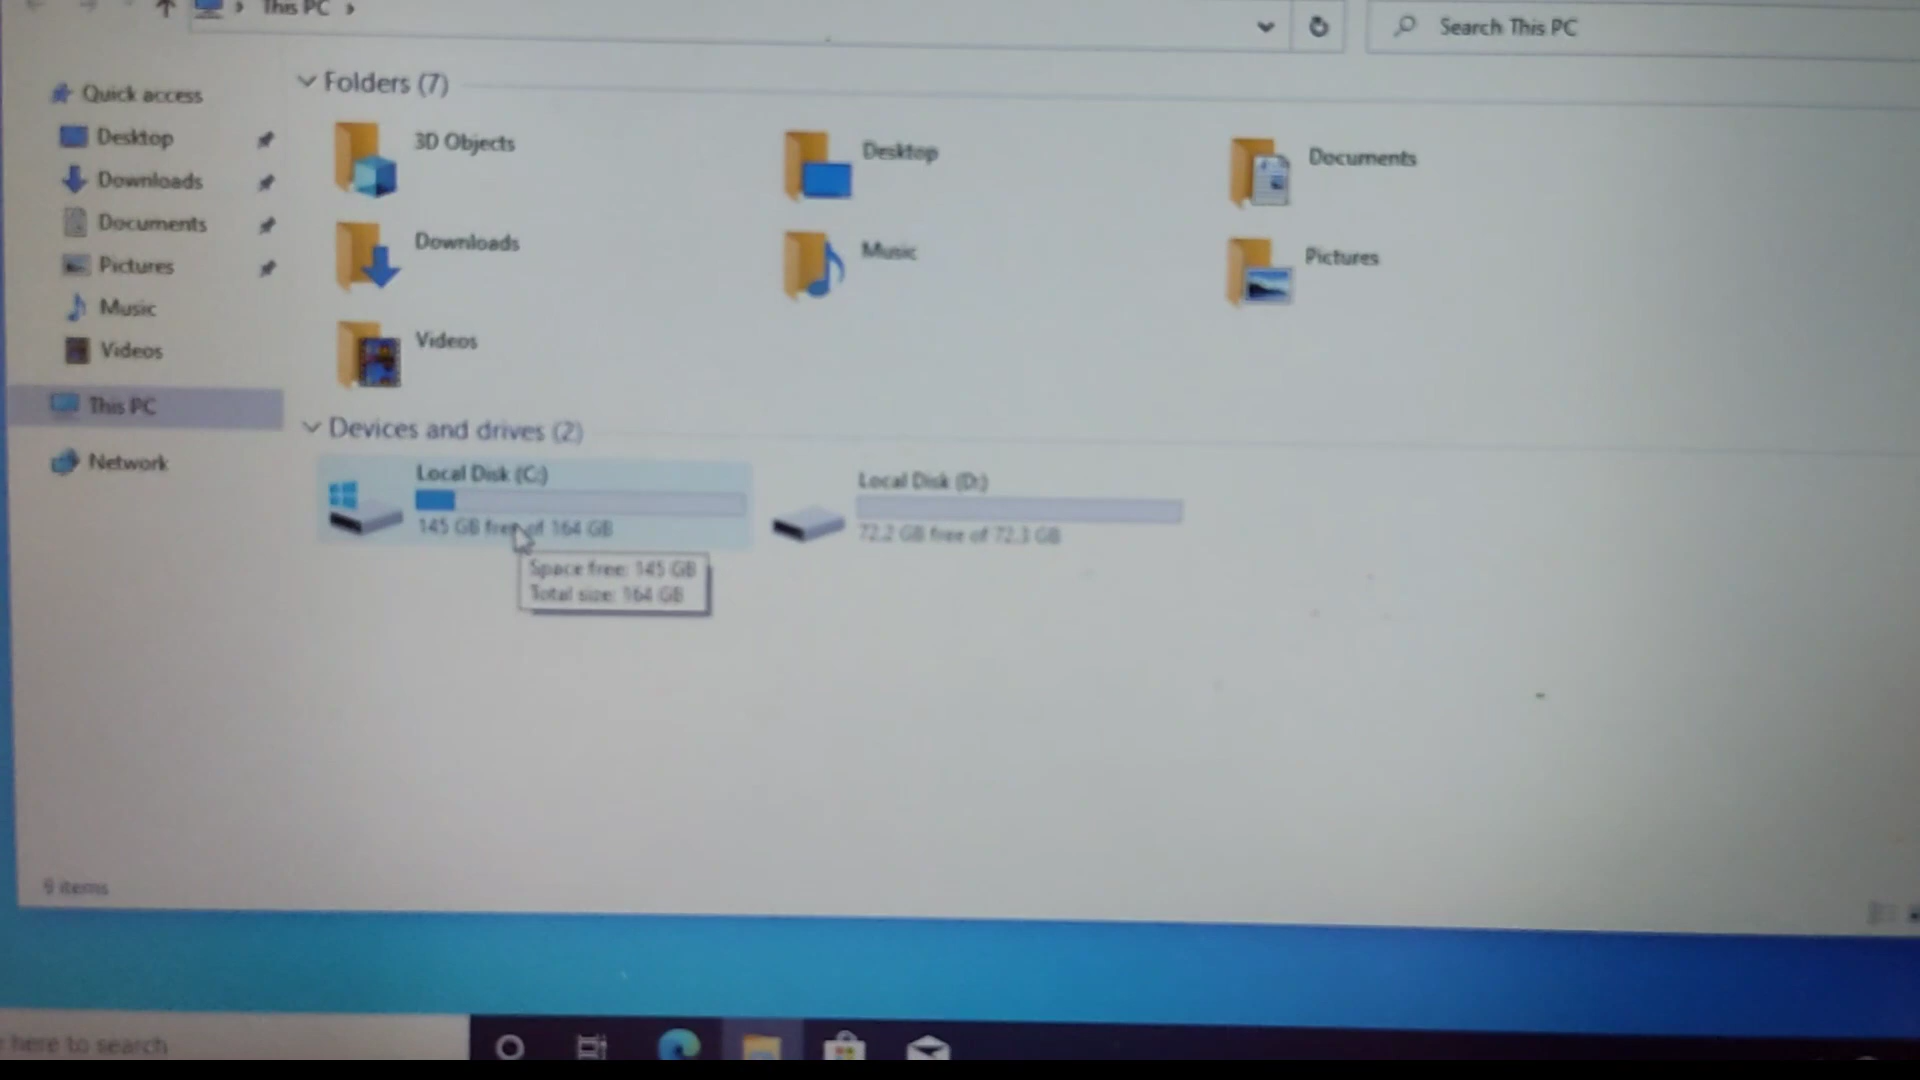 This PC
Search This PC
Quick access
Desktop
Downloads
Documents
Pictures
Music
Videos
This PC
Network
Folders (7)
3D Objects
Desktop
Documents
Downloads
Music
Pictures
Videos
Devices and drives (2)
Local Disk (C:)
145 GB free of 164 GB
Local Disk (D:)
72.2 GB free of 72.3 GB
Space free: 145 GB
Total size: 164 GB
9 items
here to search